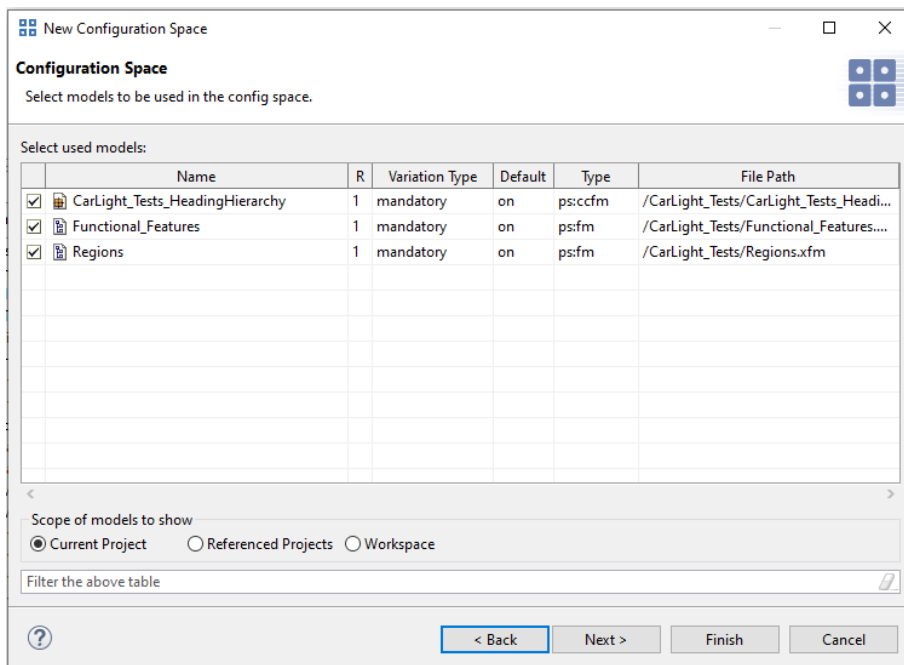 New Configuration Space
Configuration Space
Select models to be used in the config space.
Select used models:
Name R Variation Type Default Type File Path
CarLight_Tests_HeadingHierarchy 1 mandatory on ps:ccfm /CarLight_Tests/CarLight_Tests_Headi...
Functional_Features 1 mandatory on ps:fm /CarLight_Tests/Functional_Features....
Regions 1 mandatory on ps:fm /CarLight_Tests/Regions.xfm
Scope of models to show
Current Project Referenced Projects Workspace
Filter the above table
? < Back Next > Finish Cancel